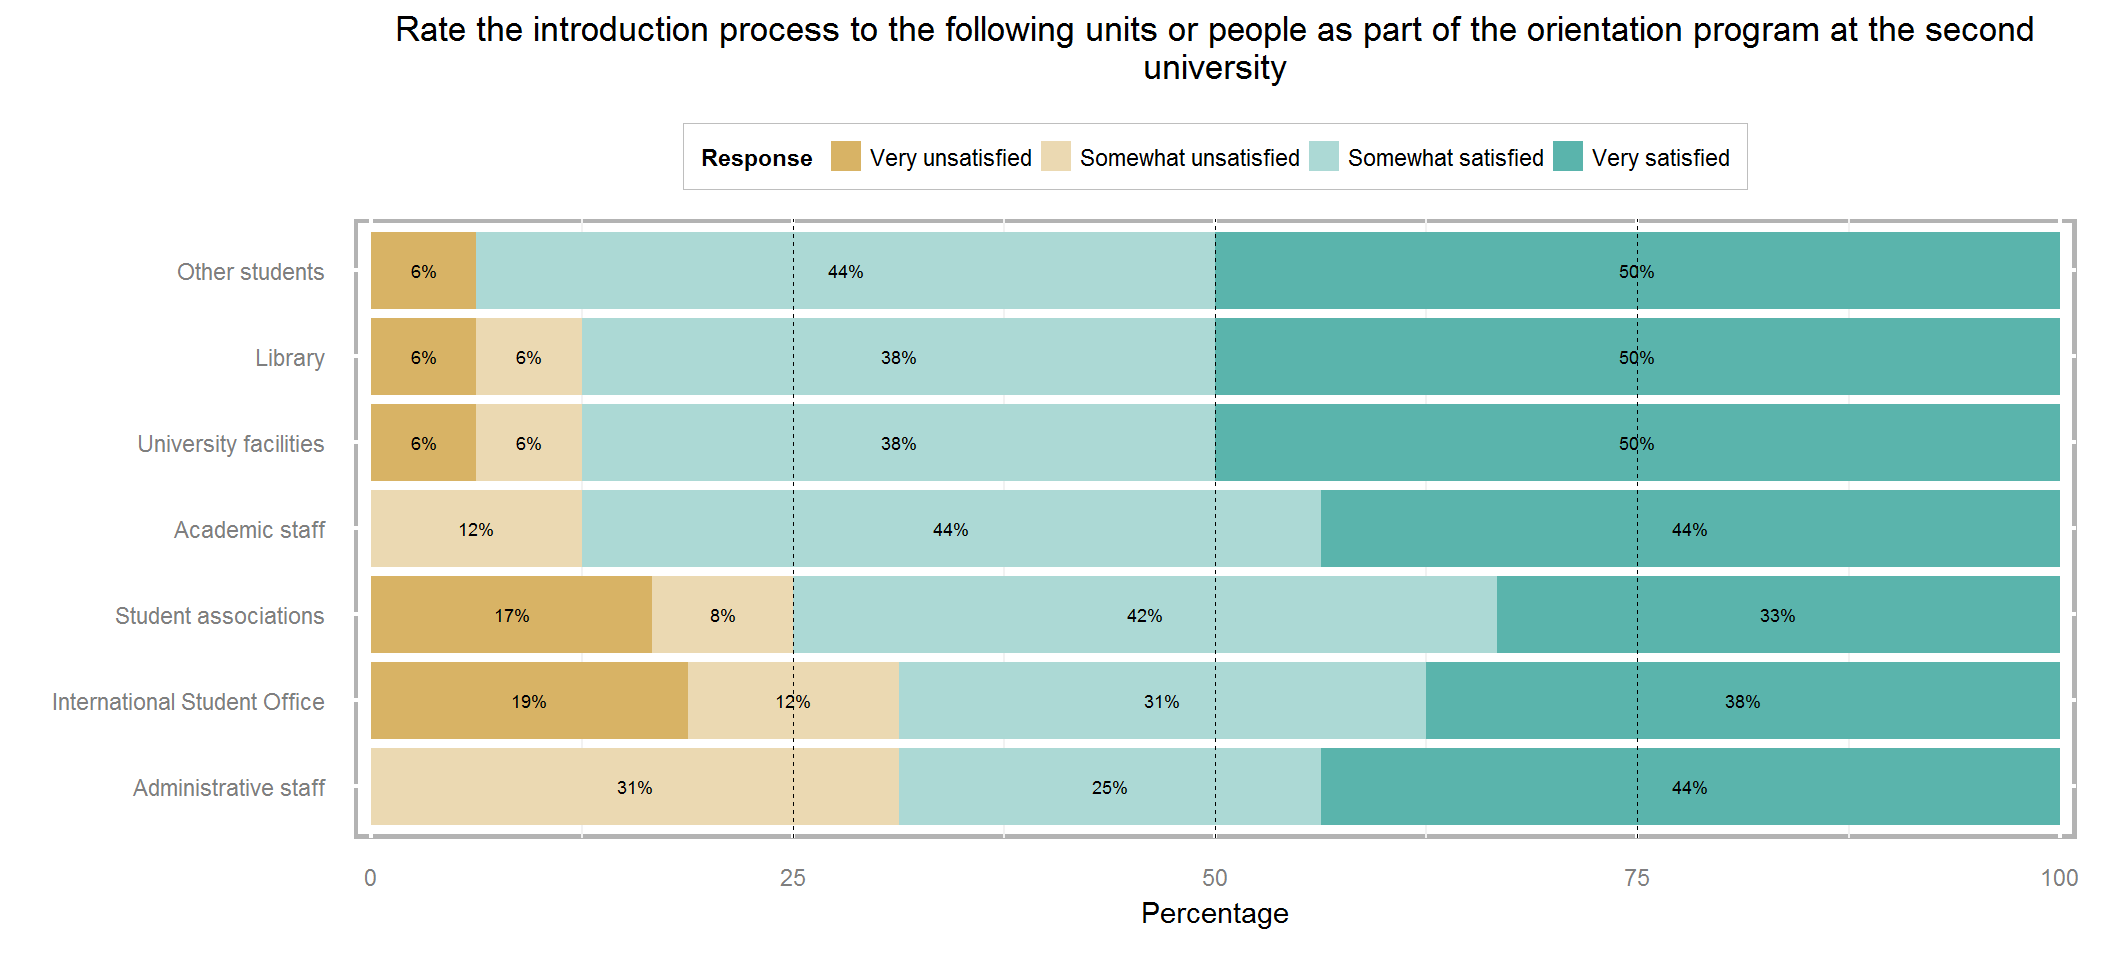 Rate the introduction process to the following units or people as part of the orientation program at the second
university
Response Very unsatisfied Somewhat unsatisfied Somewhat satisfied Very satisfied
Other students 6% 44% 50%
Library 6% 6% 38% 50%
University facilities 6% 6% 38% 50%
Academic staff 12% 44% 44%
Student associations 17% 8% 42% 33%
International Student Office 19% 12% 31% 38%
Administrative staff 31% 25% 44%
0 25 50 75 100
Percentage